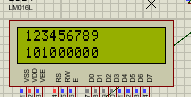 LM016L
123456789
101000000
VSS
VDD
VEE
RS
RW
E
D0
D1
D2
D3
D4
D5
D6
D7